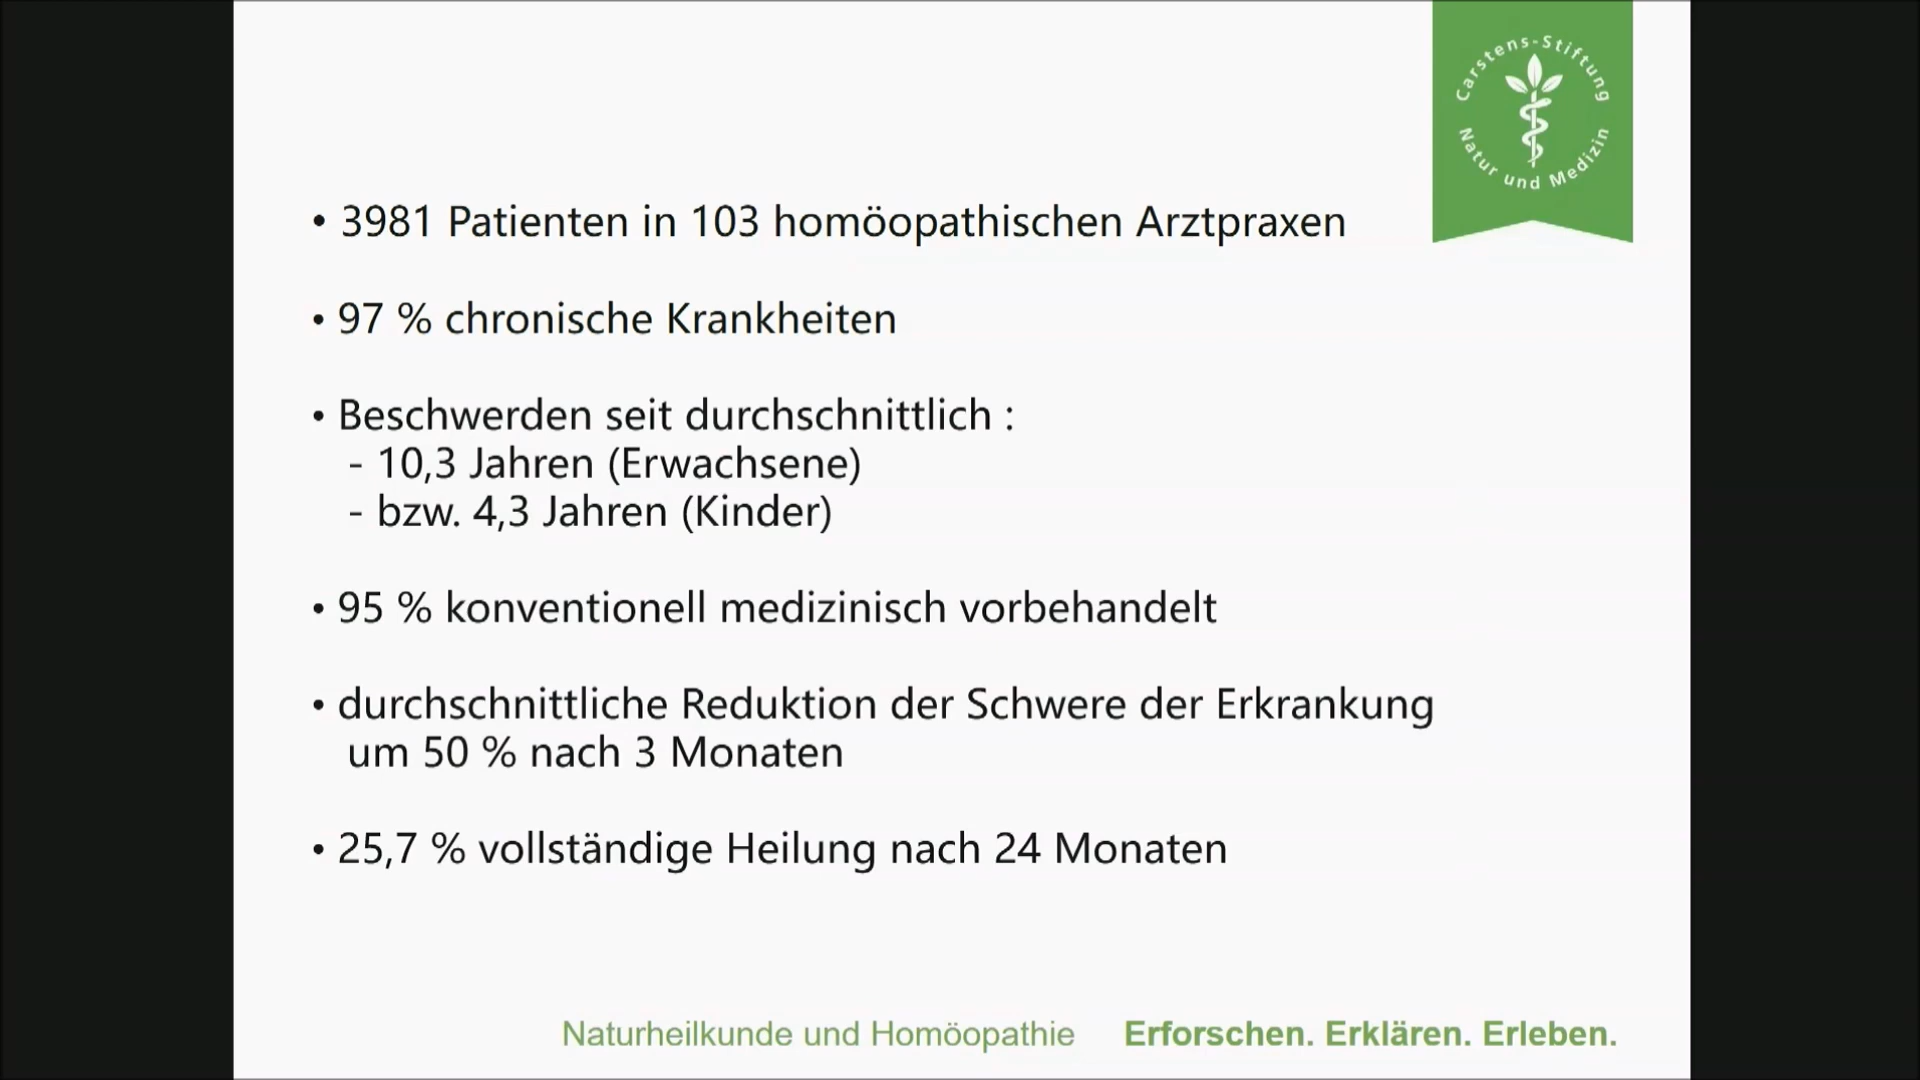 Carstens-Stiftung
Natur und Medizin
• 3981 Patienten in 103 homöopathischen Arztpraxen
• 97 % chronische Krankheiten
• Beschwerden seit durchschnittlich :
- 10,3 Jahren (Erwachsene)
- bzw. 4,3 Jahren (Kinder)
• 95 % konventionell medizinisch vorbehandelt
• durchschnittliche Reduktion der Schwere der Erkrankung
um 50 % nach 3 Monaten
• 25,7 % vollständige Heilung nach 24 Monaten
Naturheilkunde und Homöopathie Erforschen. Erklären. Erleben.